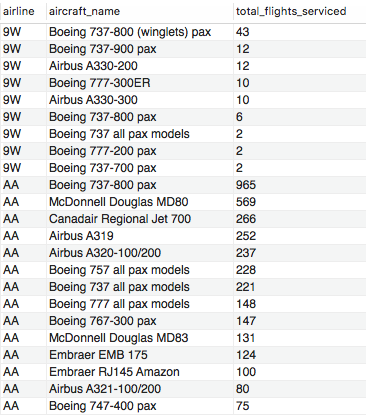 airline aircraft_name total_flights_serviced
9W Boeing 737-800 (winglets) pax 43
9W Boeing 737-900 pax 12
9W Airbus A330-200 12
9W Boeing 777-300ER 10
9W Airbus A330-300 10
9W Boeing 737-800 pax 6
9W Boeing 737 all pax models 2
9W Boeing 777-200 pax 2
9W Boeing 737-700 pax 2
AA Boeing 737-800 pax 965
AA McDonnell Douglas MD80 569
AA Canadair Regional Jet 700 266
AA Airbus A319 252
AA Airbus A320-100/200 237
AA Boeing 757 all pax models 228
AA Boeing 737 all pax models 221
AA Boeing 777 all pax models 148
AA Boeing 767-300 pax 147
AA McDonnell Douglas MD83 131
AA Embraer EMB 175 124
AA Embraer RJ145 Amazon 100
AA Airbus A321-100/200 80
AA Boeing 747-400 pax 75